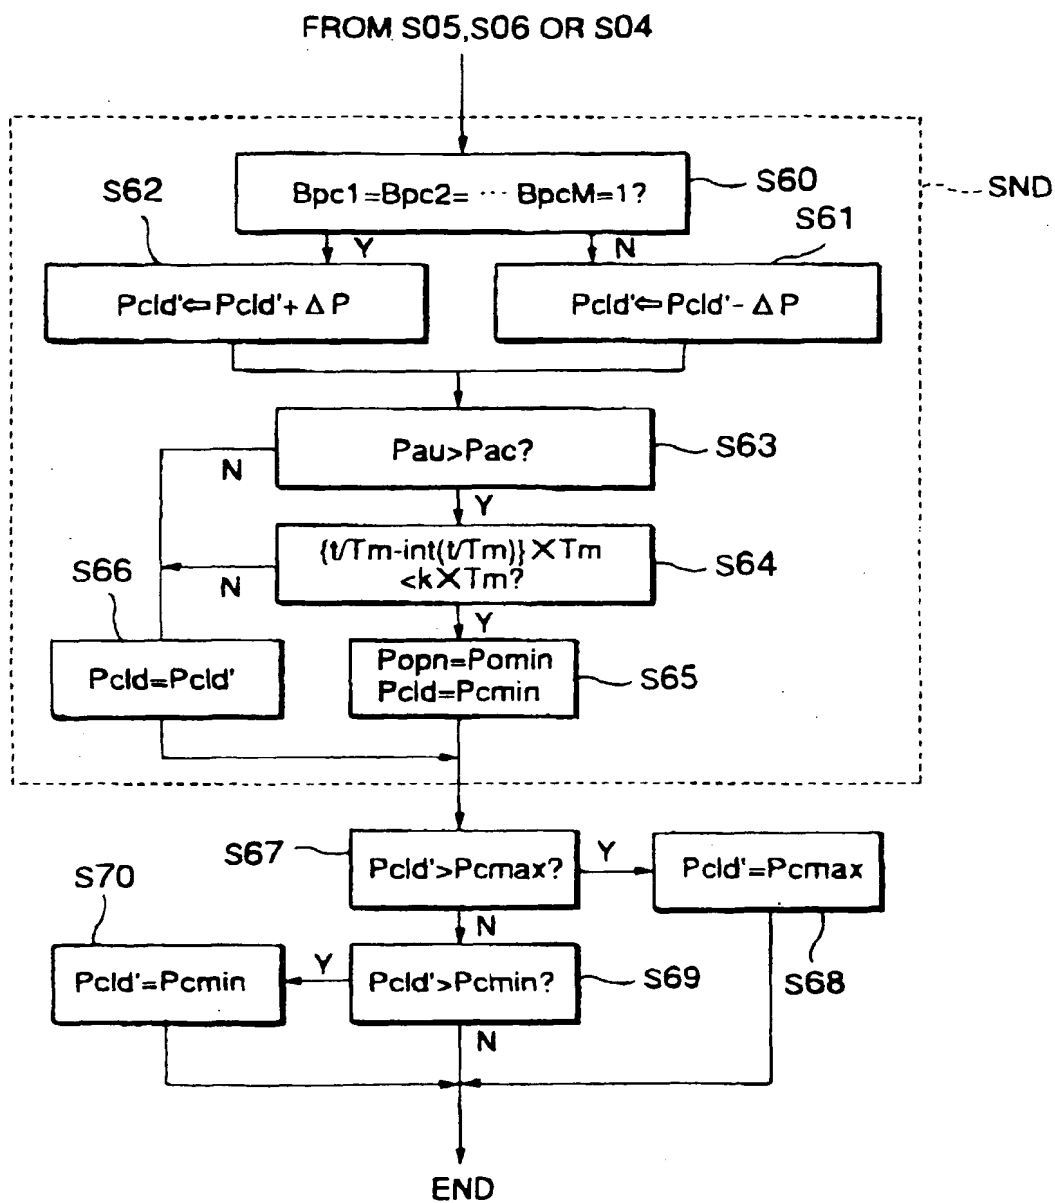 FROM S05,S06 OR S04
Bpc1=Bpc2= ··· BpcM=1?
S60
SND
S62
Y
N
S61
Pcld'⇦Pcld'+ΔP
Pcld'⇦Pcld'-ΔP
Pau>Pac?
S63
N
Y
{t/Tm-int(t/Tm)}×Tm
<k×Tm?
S64
S66
N
Y
Pcld=Pcld'
Popn=Pomin
Pcld=Pcmin
S65
S67
Pcld'>Pcmax?
Y
Pcld'=Pcmax
S68
S70
N
Pcld'=Pcmin
Y
Pcld'>Pcmin?
S69
N
END